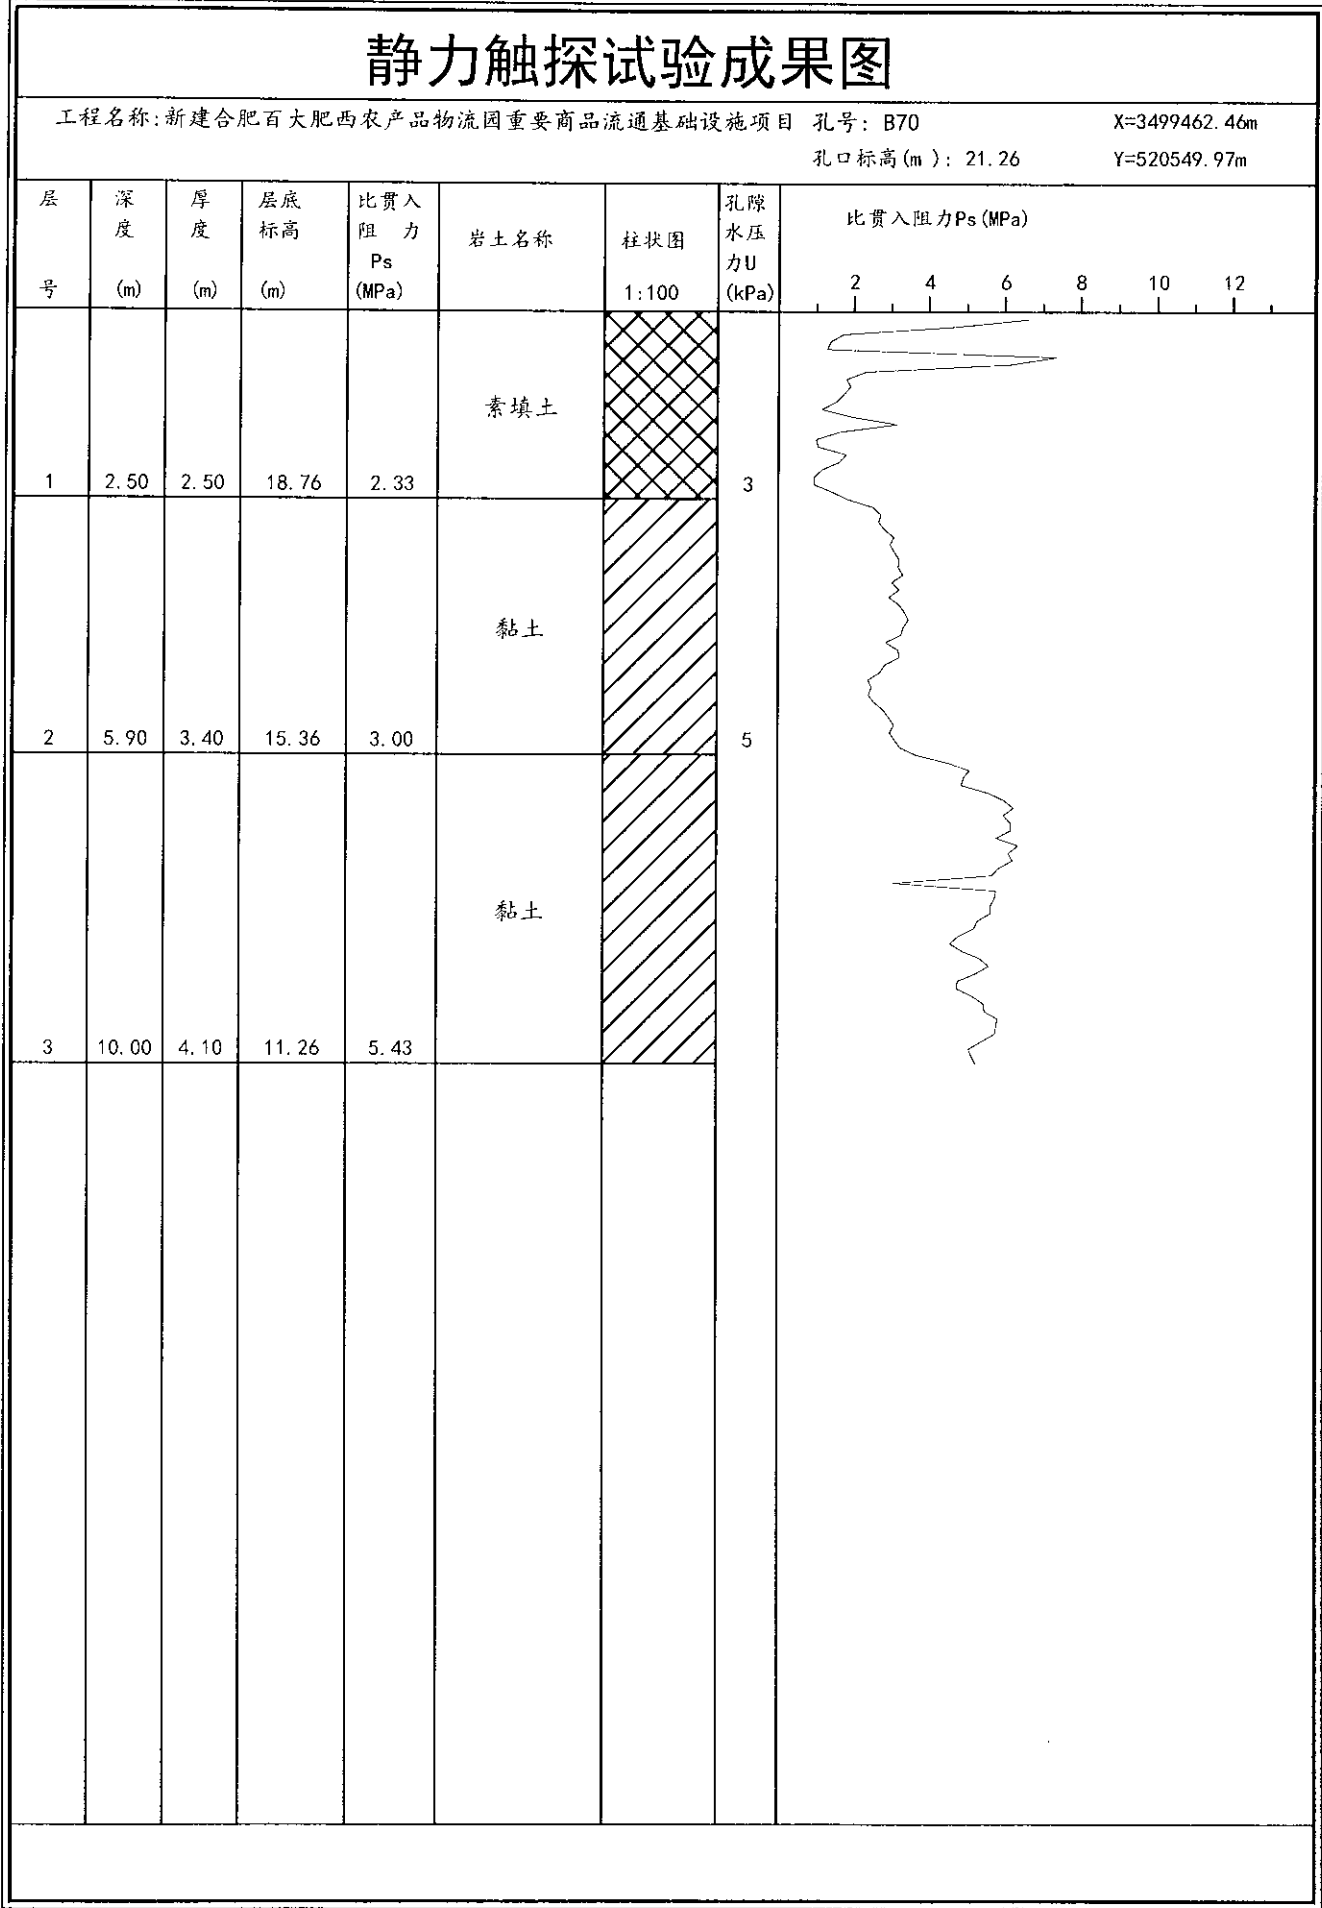 静力触探试验成果图
工程名称:新建合肥百大肥西农产品物流园重要商品流通基础设施项目 孔号: B70 X=3499462.46m
孔口标高(m): 21.26 Y=520549.97m
层号 深度(m) 厚度(m) 层底标高(m) 比贯入阻力Ps(MPa) 岩土名称 柱状图1:100 孔隙水压力U(kPa) 比贯入阻力Ps(MPa)
2 4 6 8 10 12
素填土
1 2.50 2.50 18.76 2.33 3
黏土
2 5.90 3.40 15.36 3.00 5
黏土
3 10.00 4.10 11.26 5.43